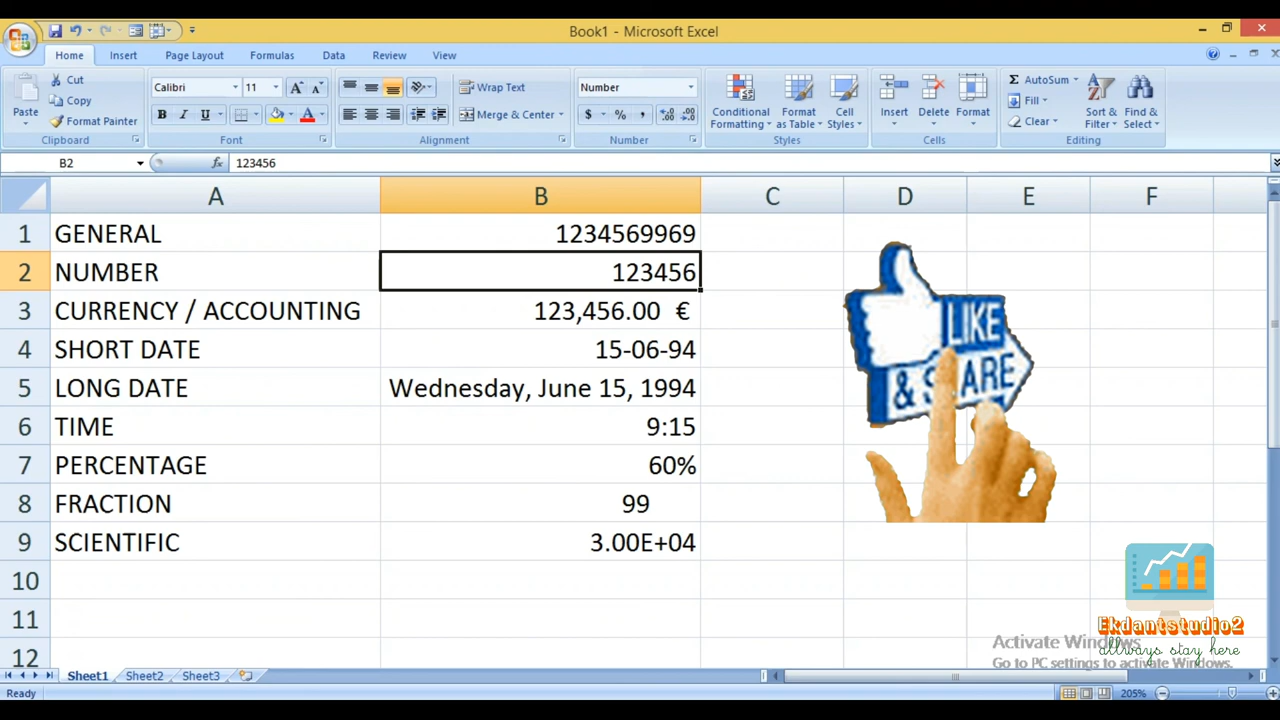 Book1 - Microsoft Excel
Home Insert Page Layout Formulas Data Review View
Cut
Copy
Format Painter
Paste
Clipboard
Calibri 11
B I U
Font
Wrap Text
Merge & Center
Alignment
Number
$ % ,
Number
Conditional Formatting
Format as Table
Cell Styles
Styles
Insert Delete Format
Cells
AutoSum
Fill
Clear
Sort & Filter
Find & Select
Editing
B2 fx 123456
A B C D E F
1 GENERAL 1234569969
2 NUMBER 123456
3 CURRENCY / ACCOUNTING 123,456.00 €
4 SHORT DATE 15-06-94
5 LONG DATE Wednesday, June 15, 1994
6 TIME 9:15
7 PERCENTAGE 60%
8 FRACTION 99
9 SCIENTIFIC 3.00E+04
10
11
12
LIKE
& SHARE
Ekdantstudio2
allways stay here
Activate Windows
Go to PC settings to activate Windows.
Sheet1 Sheet2 Sheet3
Ready 205%